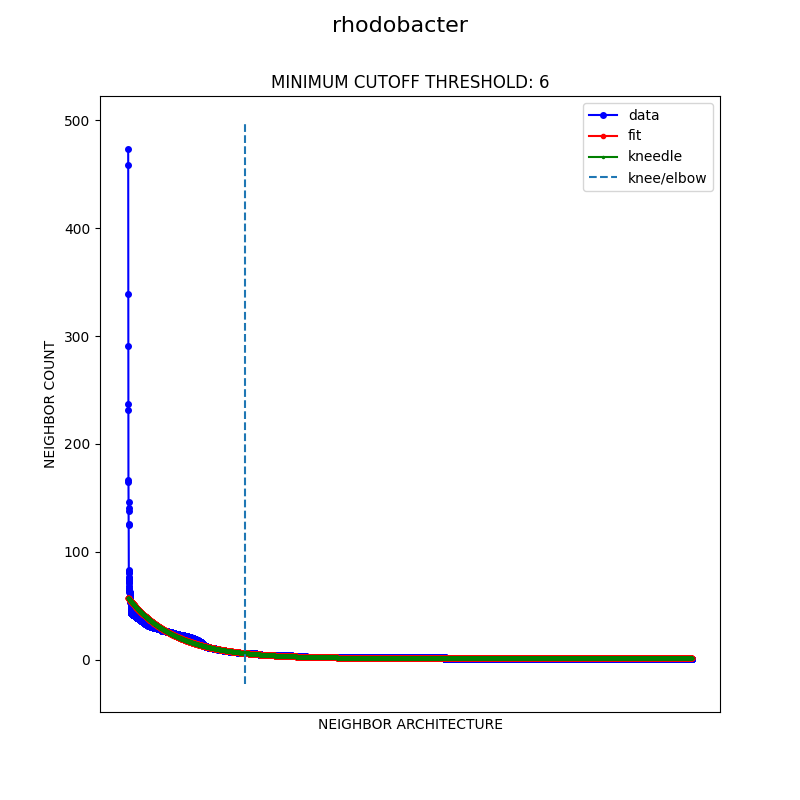 rhodobacter
MINIMUM CUTOFF THRESHOLD: 6
data
fit
kneedle
knee/elbow
500
400
300
200
100
0
NEIGHBOR COUNT
NEIGHBOR ARCHITECTURE